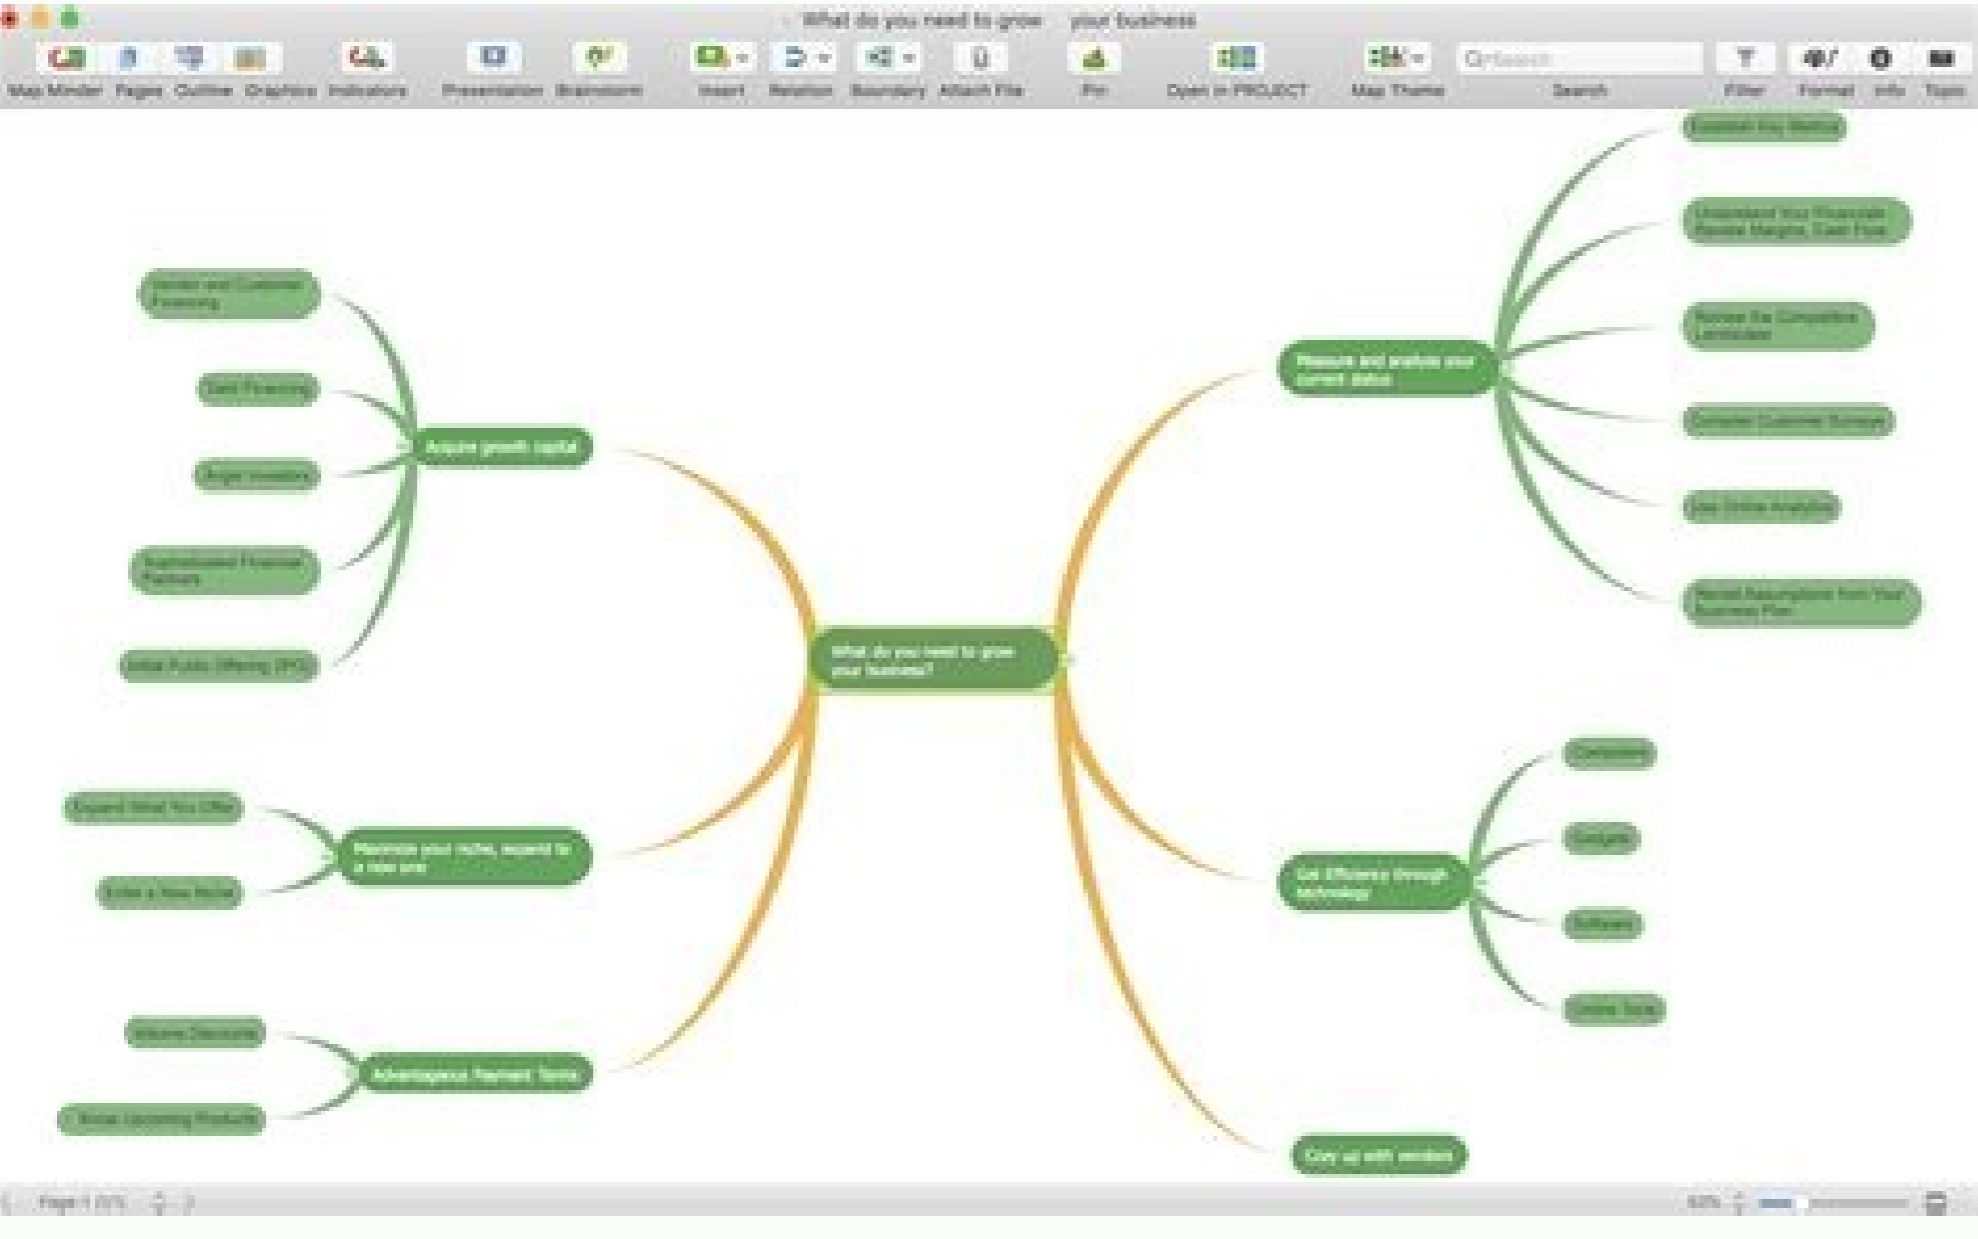 What do you need to grow your business
Map Minder Pages Outline Graphics Indicators Presentation Brainstorm Insert Relation Boundary Attach File Pin Open in PROJECT Map Theme Search Filter Format Info Topic
Search
Vendor and Customer
Financing
Debt Financing
Angel Investors
Sophisticated Financial
Partners
Initial Public Offering (IPO)
Acquire growth capital
Expand What You Offer
Enter a New Niche
Maximize your niche, expand to
a new one
Volume Discounts
Know Upcoming Products
Advantageous Payment Terms
What do you need to grow
your business?
Measure and analyze your
current status
Establish Key Metrics
Understand Your Financials
Review Margins, Cash Flow
Review the Competitive
Landscape
Consider Customer Surveys
Use Online Analytics
Revisit Assumptions from Your
Business Plan
Get Efficiency through
technology
Computers
Gadgets
Software
Online Tools
Cozy up with vendors
Page 1